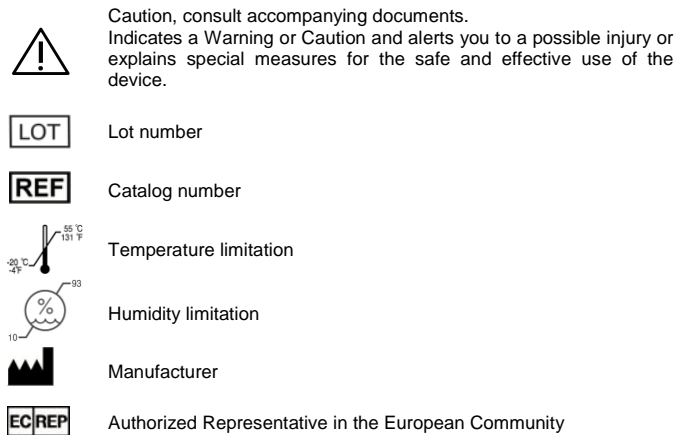 Caution, consult accompanying documents.
Indicates a Warning or Caution and alerts you to a possible injury or
explains special measures for the safe and effective use of the
device.
LOT
Lot number
REF
Catalog number
55 °C
131 °F
-20 °C
-4°F
Temperature limitation
93
%
10
Humidity limitation
Manufacturer
EC REP
Authorized Representative in the European Community